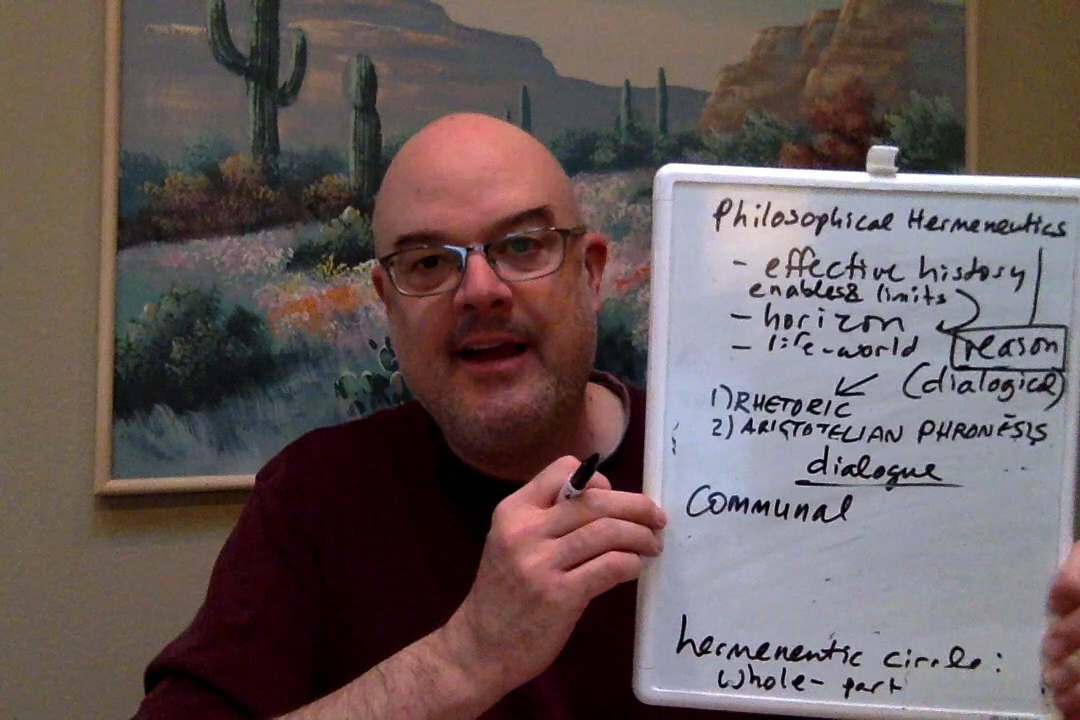 Philosophical Hermeneutics
- effective history
enables & limits
- horizon
- life-world
reason
(dialogical)
1) RHETORIC
2) ARISTOTELIAN PHRONĒSIS
dialogue
Communal
hermeneutic circle:
whole-part